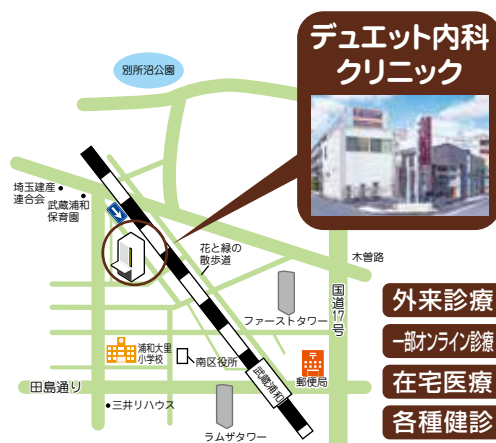 デュエット内科
クリニック
別所沼公園
埼玉建産
連合会
武蔵浦和
保育園
花と緑の
散歩道
木曽路
国道17号
ファーストタワー
浦和大里
小学校
南区役所
郵便局
武蔵浦和
田島通り
三井リハウス
ラムザタワー
外来診療
一部オンライン診療
在宅医療
各種健診